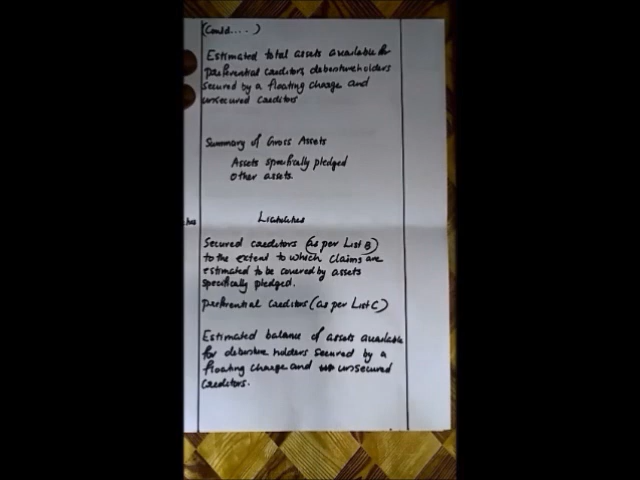 (Contd....)
Estimated total assets available for
preferential creditors, debentureholders
secured by a floating charge and
unsecured creditors
Summary of Gross Assets
Assets specifically pledged
other assets.
Liabilities
Secured creditors (as per List B)
to the extent to which claims are
estimated to be covered by assets
specifically pledged.
preferential creditors (as per List C)
Estimated balance of assets available
for debenture holders secured by a
floating charge and unsecured
creditors.